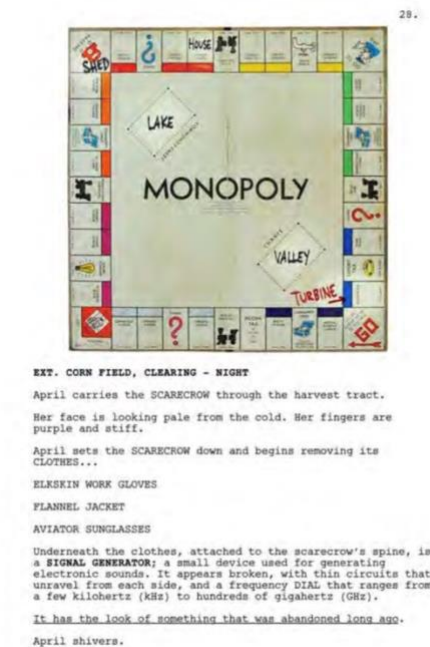 28.
HOUSE
SHED
LAKE
MONOPOLY
VALLEY
TURBINE
GO
EXT. CORN FIELD, CLEARING - NIGHT
April carries the SCARECROW through the harvest tract.
Her face is looking pale from the cold. Her fingers are
purple and stiff.
April sets the SCARECROW down and begins removing its
CLOTHES...
ELKSKIN WORK GLOVES
FLANNEL JACKET
AVIATOR SUNGLASSES
Underneath the clothes, attached to the scarecrow's spine, is
a SIGNAL GENERATOR; a small device used for generating
electronic sounds. It appears broken, with thin circuits that
unravel from each side, and a frequency DIAL that ranges from
a few kilohertz (kHz) to hundreds of gigahertz (GHz).
It has the look of something that was abandoned long ago.
April shivers.